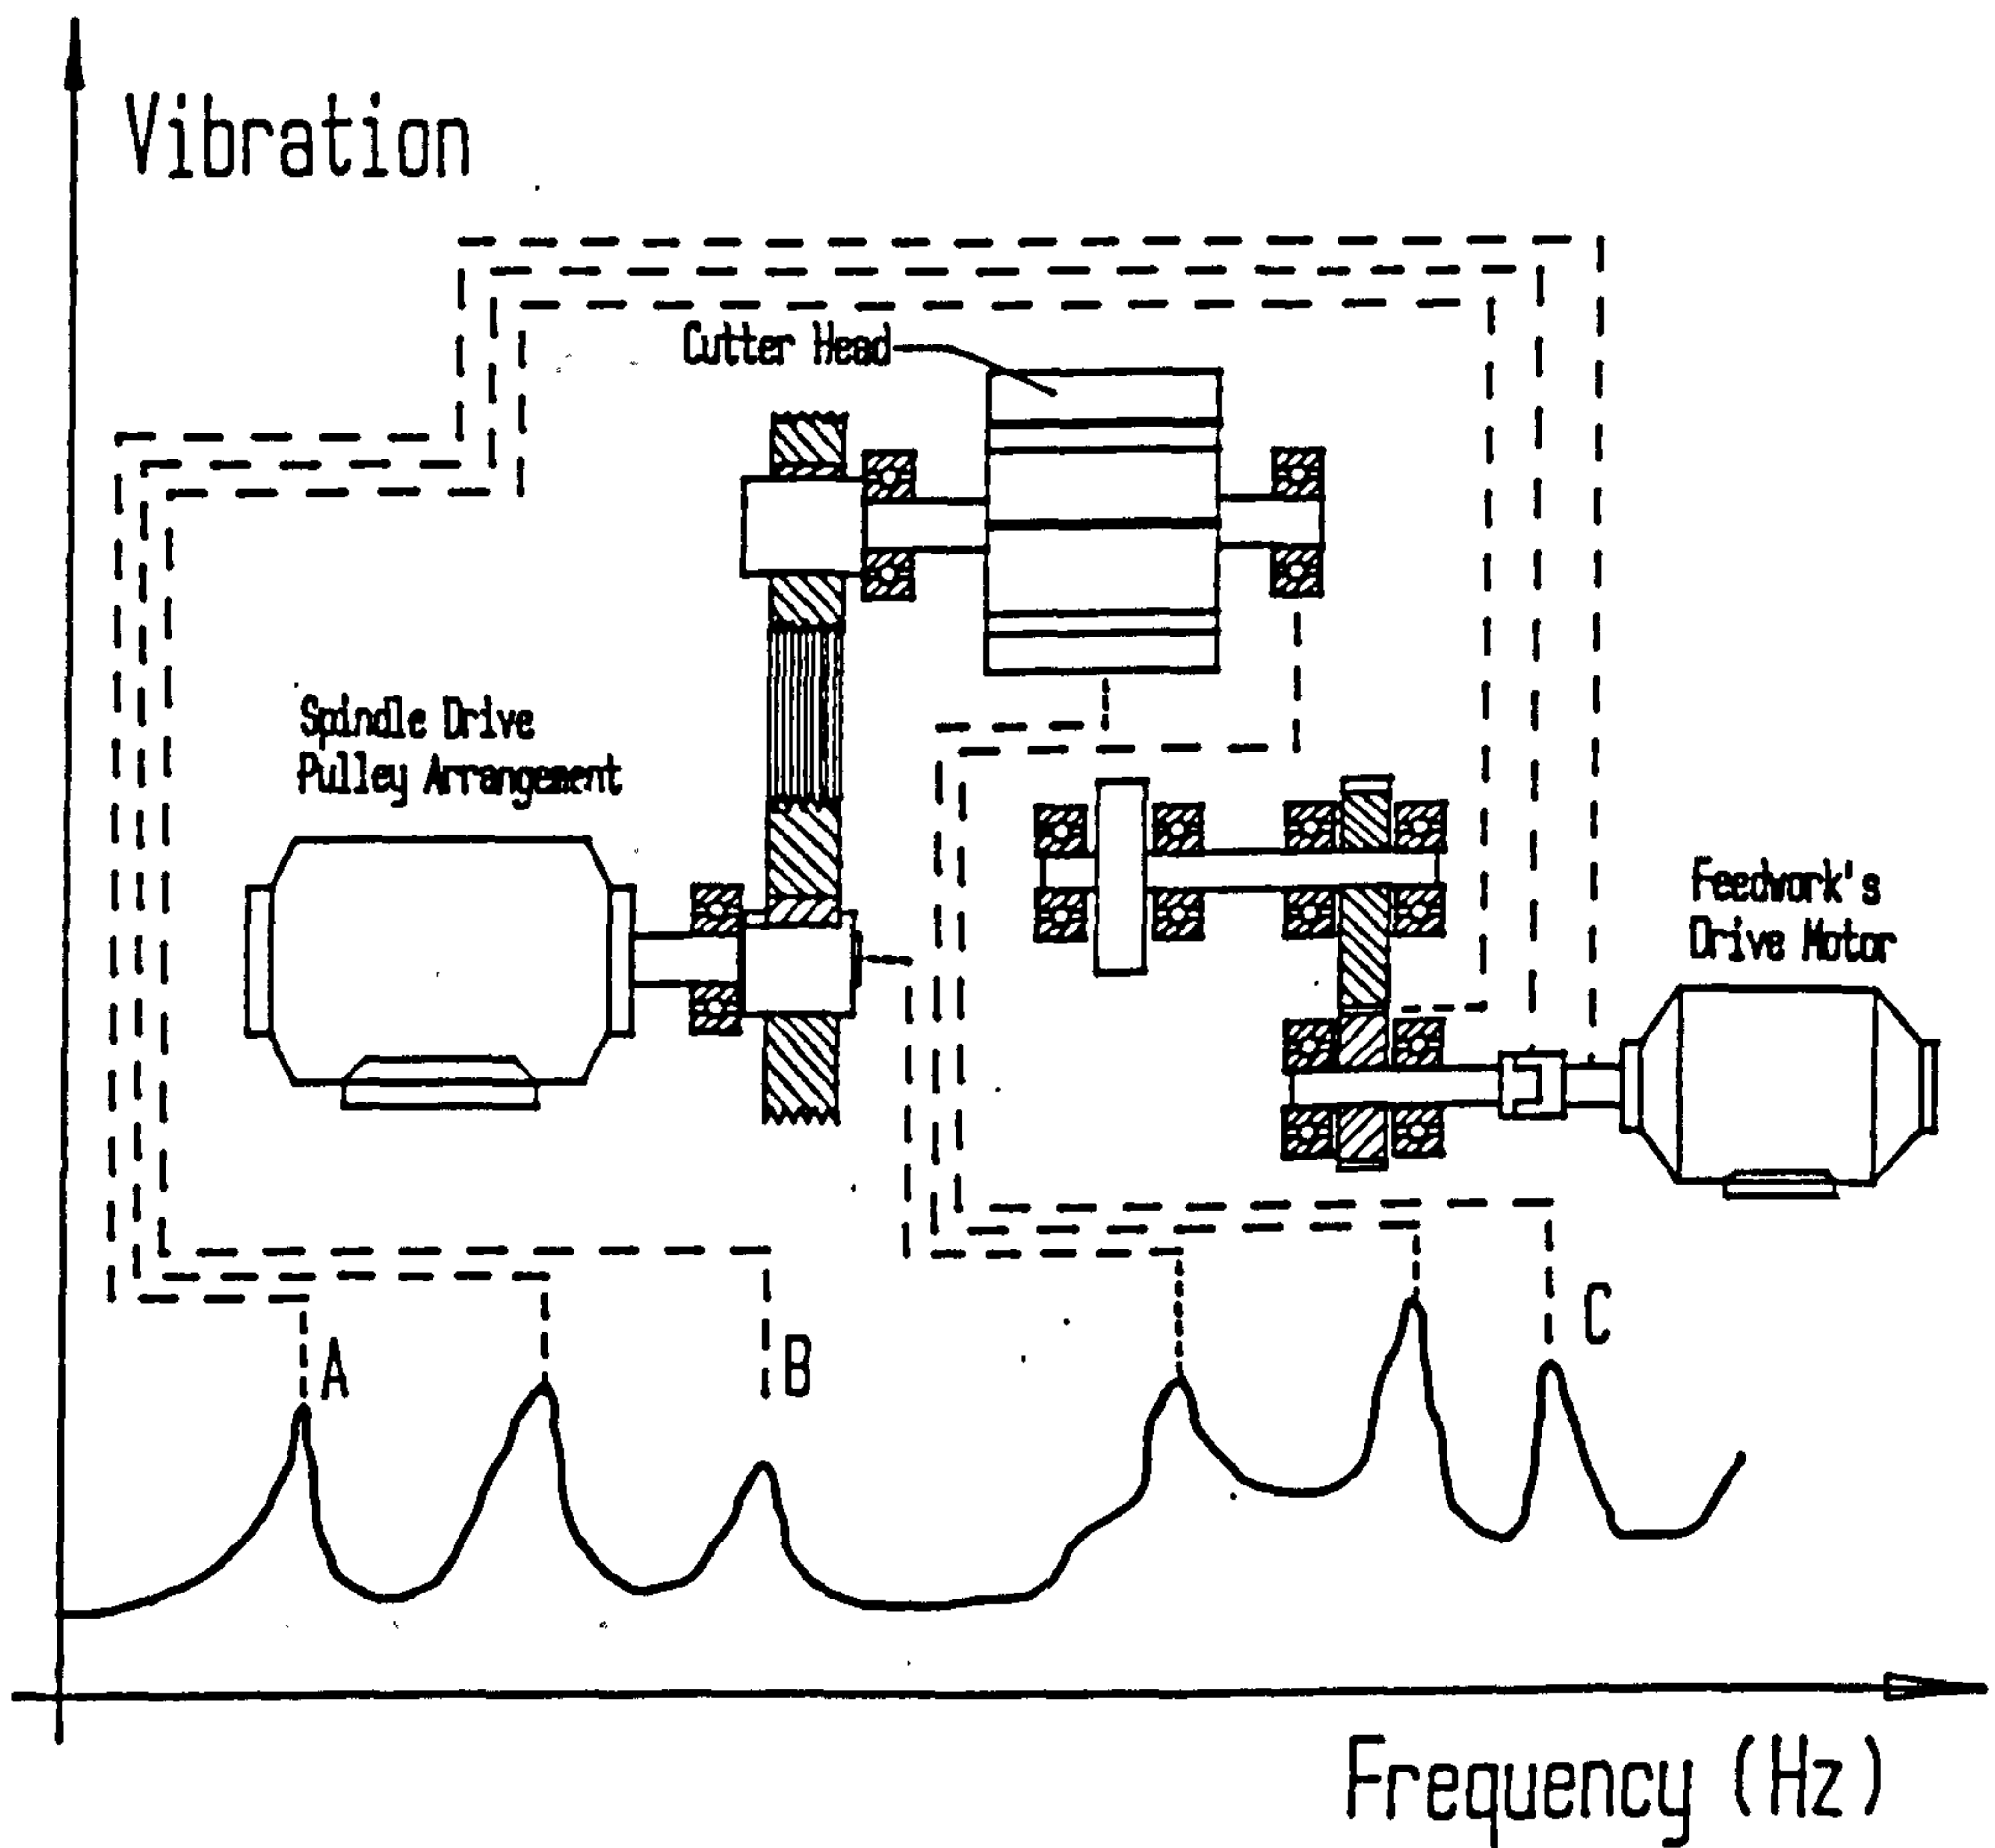 Vibration
Cutter Head
Spindle Drive
Pulley Arrangement
Feedwork's
Drive Motor
A
B
C
Frequency (Hz)